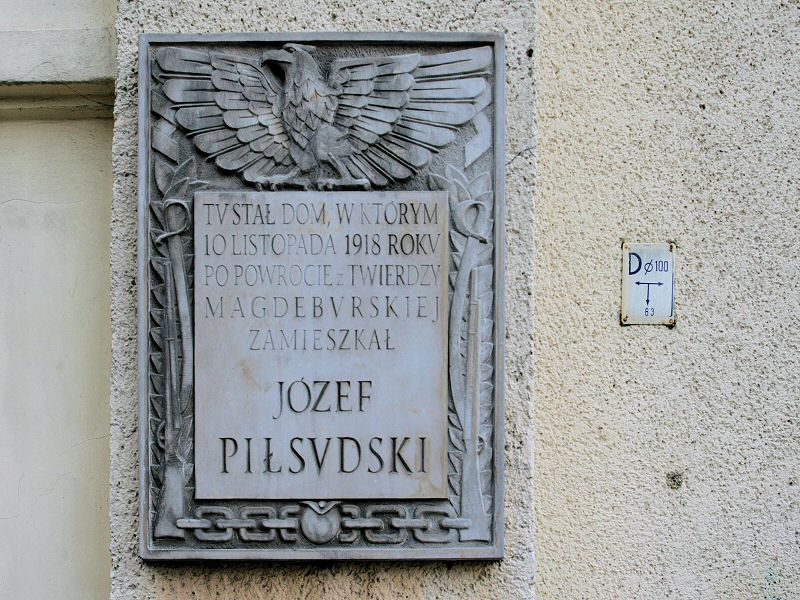 TV STAŁ DOM, W KTÓRYM
10 LISTOPADA 1918 ROKV
PO POWROCIE z TWIERDZY
MAGDEBVRSKIEJ
ZAMIESZKAŁ
JÓZEF
PIŁSVDSKI
D ø 100
63